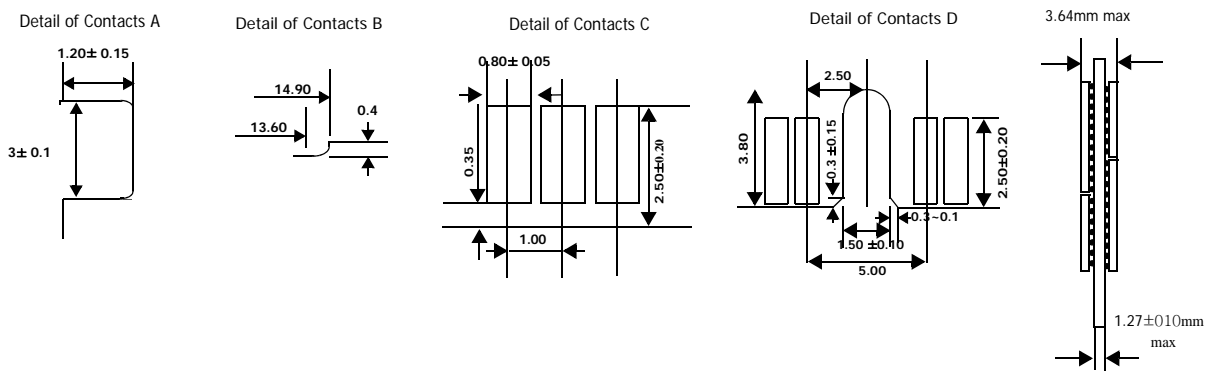 Detail of Contacts A
1.20± 0.15
3± 0.1
Detail of Contacts B
14.90
13.60
0.4
Detail of Contacts C
0.80± 0.05
0.35
2.50±0.20
1.00
Detail of Contacts D
2.50
3.80
0.3 ±0.15
2.50±0.20
0.3~0.1
1.50 ±0.10
5.00
3.64mm max
1.27±010mm
max